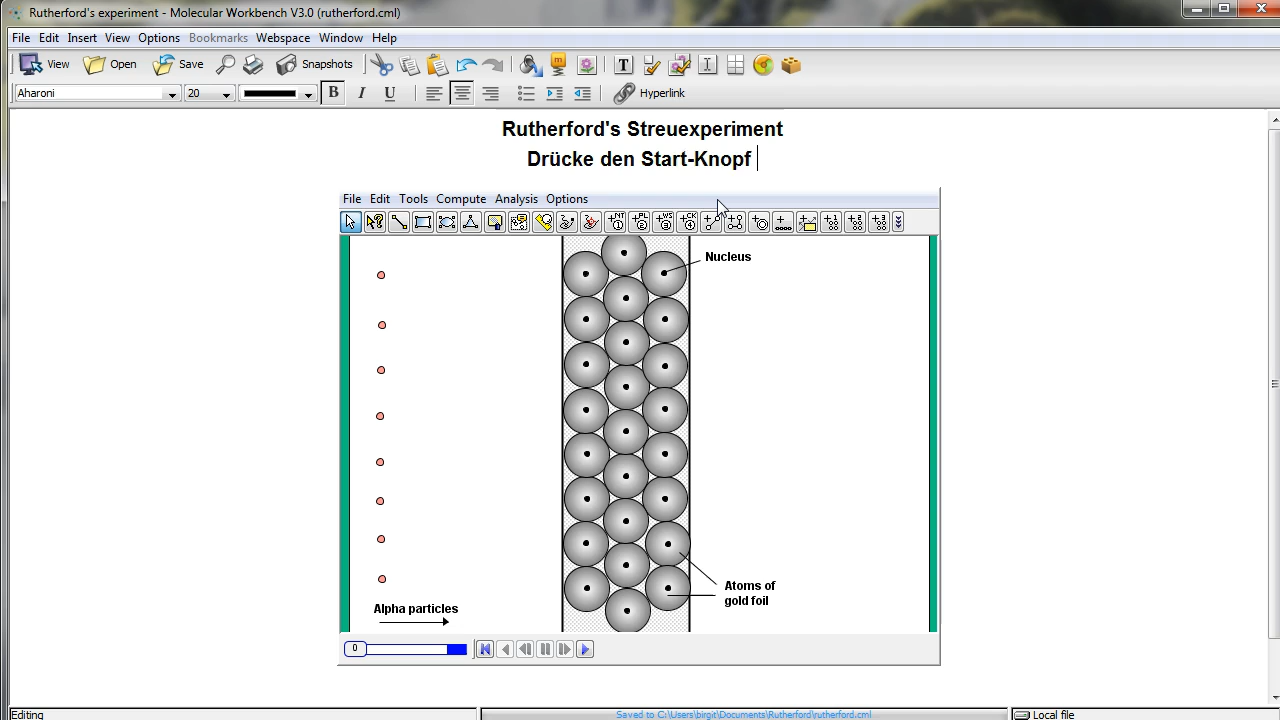 Rutherford's experiment - Molecular Workbench V3.0 (rutherford.cml)
File Edit Insert View Options Bookmarks Webspace Window Help
View Open Save Snapshots
Aharoni 20 B I U Hyperlink
Rutherford's Streuexperiment
Drücke den Start-Knopf
File Edit Tools Compute Analysis Options
Nucleus
Atoms of
gold foil
Alpha particles
0
Editing Saved to C:\Users\birgit\Documents\Rutherford\rutherford.cml Local file